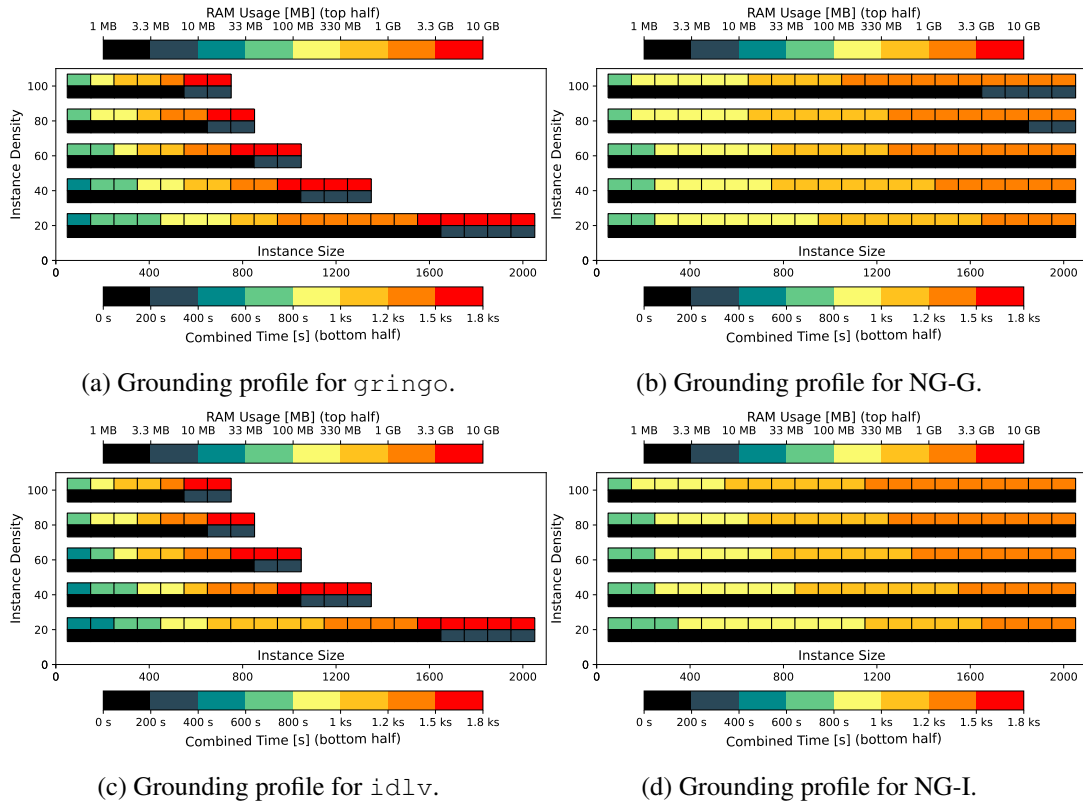 RAM Usage [MB] (top half)
1 MB 3.3 MB 10 MB 33 MB 100 MB 330 MB 1 GB 3.3 GB 10 GB
Instance Density
100
80
60
40
20
0
Instance Size
0 400 800 1200 1600 2000
0 s 200 s 400 s 600 s 800 s 1 ks 1.2 ks 1.5 ks 1.8 ks
Combined Time [s] (bottom half)
(a) Grounding profile for gringo.
RAM Usage [MB] (top half)
1 MB 3.3 MB 10 MB 33 MB 100 MB 330 MB 1 GB 3.3 GB 10 GB
Instance Density
100
80
60
40
20
0
Instance Size
0 400 800 1200 1600 2000
0 s 200 s 400 s 600 s 800 s 1 ks 1.2 ks 1.5 ks 1.8 ks
Combined Time [s] (bottom half)
(b) Grounding profile for NG-G.
RAM Usage [MB] (top half)
1 MB 3.3 MB 10 MB 33 MB 100 MB 330 MB 1 GB 3.3 GB 10 GB
Instance Density
100
80
60
40
20
0
Instance Size
0 400 800 1200 1600 2000
0 s 200 s 400 s 600 s 800 s 1 ks 1.2 ks 1.5 ks 1.8 ks
Combined Time [s] (bottom half)
(c) Grounding profile for idlv.
RAM Usage [MB] (top half)
1 MB 3.3 MB 10 MB 33 MB 100 MB 330 MB 1 GB 3.3 GB 10 GB
Instance Density
100
80
60
40
20
0
Instance Size
0 400 800 1200 1600 2000
0 s 200 s 400 s 600 s 800 s 1 ks 1.2 ks 1.5 ks 1.8 ks
Combined Time [s] (bottom half)
(d) Grounding profile for NG-I.